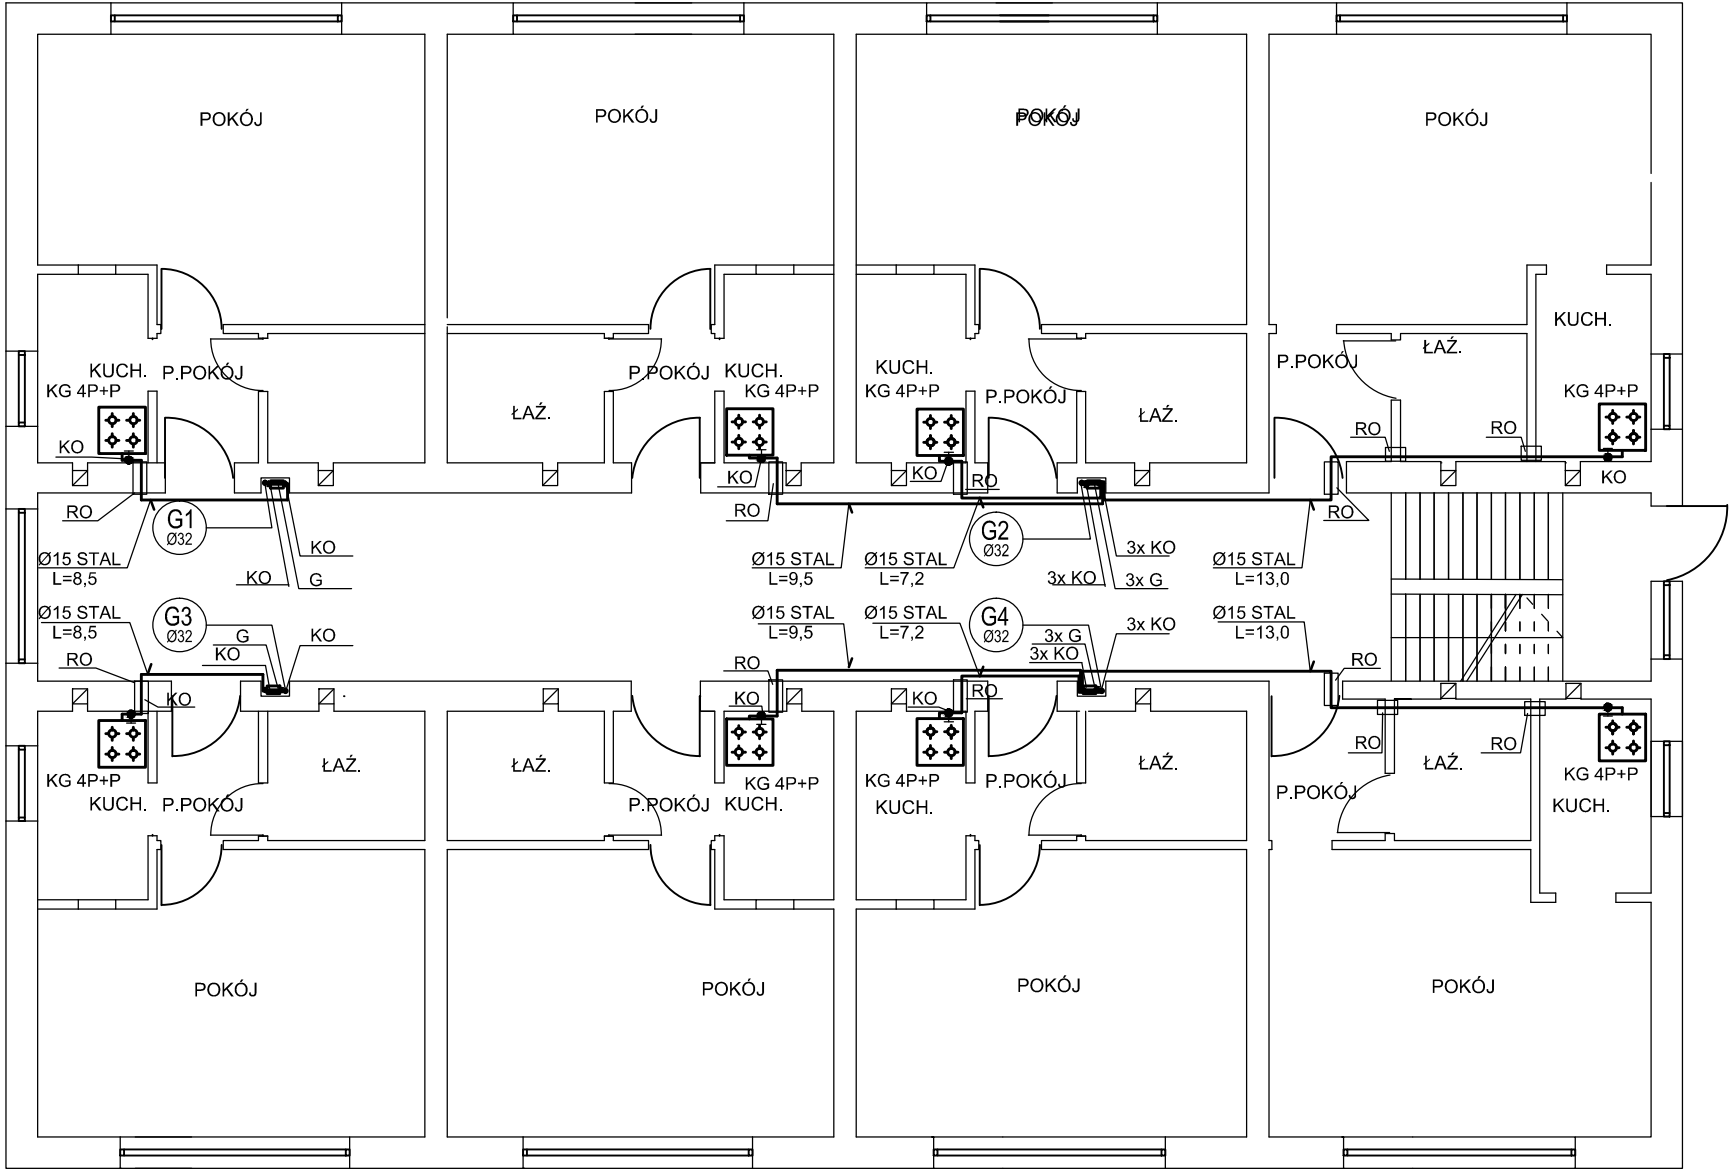 POKÓJ
POKÓJ
POKÓJ
POKÓJ
POKÓJ
KUCH.
KG 4P+P
P.POKÓJ
ŁAŹ.
P.POKÓJ
KUCH.
KG 4P+P
KUCH.
KG 4P+P
P.POKÓJ
ŁAŹ.
P.POKÓJ
ŁAŹ.
KUCH.
KG 4P+P
KO
RO
KO
RO
KO
RO
RO
RO
RO
KO
G1
Ø32
KO
KO
G
Ø15 STAL
L=8,5
Ø15 STAL
L=9,5
Ø15 STAL
L=7,2
G2
Ø32
3x KO
3x KO
3x G
Ø15 STAL
L=13,0
Ø15 STAL
L=8,5
G3
Ø32
G
KO
KO
Ø15 STAL
L=9,5
Ø15 STAL
L=7,2
G4
Ø32
3x G
3x KO
3x KO
Ø15 STAL
L=13,0
RO
KO
RO
KO
KO
RO
RO
RO
RO
KG 4P+P
KUCH.
P.POKÓJ
ŁAŹ.
ŁAŹ.
P.POKÓJ
KG 4P+P
KUCH.
KG 4P+P
KUCH.
P.POKÓJ
ŁAŹ.
P.POKÓJ
ŁAŹ.
KG 4P+P
KUCH.
POKÓJ
POKÓJ
POKÓJ
POKÓJ